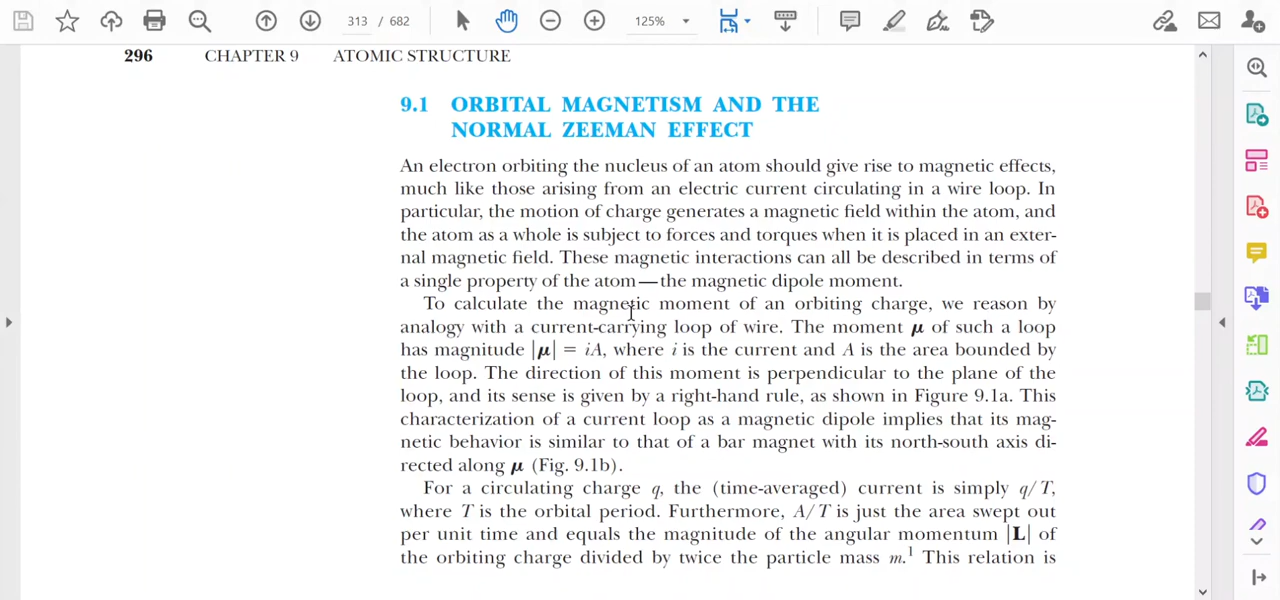 313 / 682
125%
296 CHAPTER 9 ATOMIC STRUCTURE
9.1 ORBITAL MAGNETISM AND THE
NORMAL ZEEMAN EFFECT
An electron orbiting the nucleus of an atom should give rise to magnetic effects,
much like those arising from an electric current circulating in a wire loop. In
particular, the motion of charge generates a magnetic field within the atom, and
the atom as a whole is subject to forces and torques when it is placed in an exter-
nal magnetic field. These magnetic interactions can all be described in terms of
a single property of the atom — the magnetic dipole moment.
To calculate the magnetic moment of an orbiting charge, we reason by
analogy with a current-carrying loop of wire. The moment μ of such a loop
has magnitude |μ| = iA, where i is the current and A is the area bounded by
the loop. The direction of this moment is perpendicular to the plane of the
loop, and its sense is given by a right-hand rule, as shown in Figure 9.1a. This
characterization of a current loop as a magnetic dipole implies that its mag-
netic behavior is similar to that of a bar magnet with its north-south axis di-
rected along μ (Fig. 9.1b).
For a circulating charge q, the (time-averaged) current is simply q/T,
where T is the orbital period. Furthermore, A/T is just the area swept out
per unit time and equals the magnitude of the angular momentum |L| of
the orbiting charge divided by twice the particle mass m.¹ This relation is